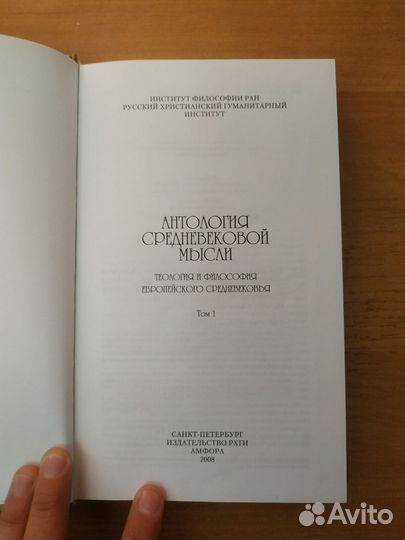 ИНСТИТУТ ФИЛОСОФИИ РАН
РУССКИЙ ХРИСТИАНСКИЙ ГУМАНИТАРНЫЙ
ИНСТИТУТ
АНТОЛОГИЯ
СРЕДНЕВЕКОВОЙ
МЫСЛИ
ТЕОЛОГИЯ И ФИЛОСОФИЯ
ЕВРОПЕЙСКОГО СРЕДНЕВЕКОВЬЯ
Том 1
САНКТ-ПЕТЕРБУРГ
ИЗДАТЕЛЬСТВО РХГИ
АМФОРА
2008
Avito